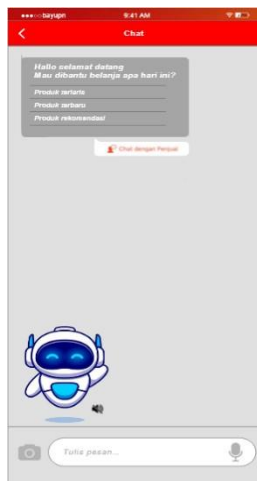 bayupn 9:41 AM
Chat
Hallo selamat datang
Mau dibantu belanja apa hari ini?
Produk terlaris
Produk terbaru
Produk rekomendasi
Chat dengan Penjual
Tulis pesan...